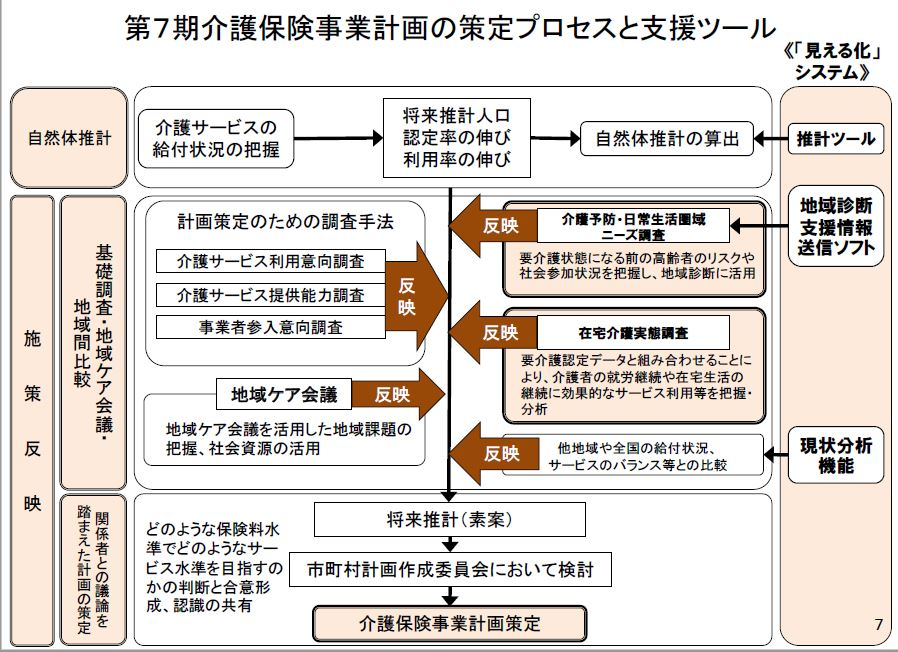 第７期介護保険事業計画の策定プロセスと支援ツール
《「見える化」
システム》
自然体推計
介護サービスの
給付状況の把握
将来推計人口
認定率の伸び
利用率の伸び
自然体推計の算出
推計ツール
施策反映
基礎調査・地域ケア会議・
地域間比較
計画策定のための調査手法
介護サービス利用意向調査
介護サービス提供能力調査
事業者参入意向調査
反映
反映
介護予防・日常生活圏域
ニーズ調査
要介護状態になる前の高齢者のリスクや
社会参加状況を把握し、地域診断に活用
地域診断
支援情報
送信ソフト
反映
在宅介護実態調査
要介護認定データと組み合わせることに
より、介護者の就労継続や在宅生活の
継続に効果的なサービス利用等を把握・
分析
地域ケア会議
反映
地域ケア会議を活用した地域課題の
把握、社会資源の活用
反映
他地域や全国の給付状況、
サービスのバランス等との比較
現状分析
機能
関係者との議論を
踏まえた計画の策定
どのような保険料水
準でどのようなサー
ビス水準を目指すの
かの判断と合意形
成、認識の共有
将来推計（素案）
市町村計画作成委員会において検討
介護保険事業計画策定
7